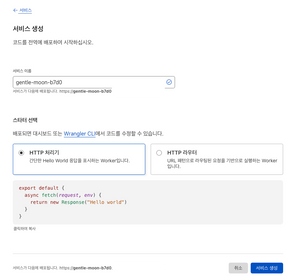 ← 서비스
서비스 생성
코드를 전역에 배포하여 시작하십시오.
서비스 이름
gentle-moon-b7d0
서비스가 다음에 배포됩니다. https://gentle-moon-b7d0
스타터 선택
배포되면 대시보드 또는 Wrangler CLI에서 코드를 수정할 수 있습니다.
HTTP 처리기
간단한 Hello World 응답을 표시하는 Worker입니다.
HTTP 라우터
URL 패턴으로 라우팅된 요청을 기반으로 실행하는 Worker입니다.
export default {
async fetch(request, env) {
return new Response("Hello world")
}
}
클릭하여 복사
서비스가 다음에 배포됩니다. https://gentle-moon-b7d0
취소
서비스 생성